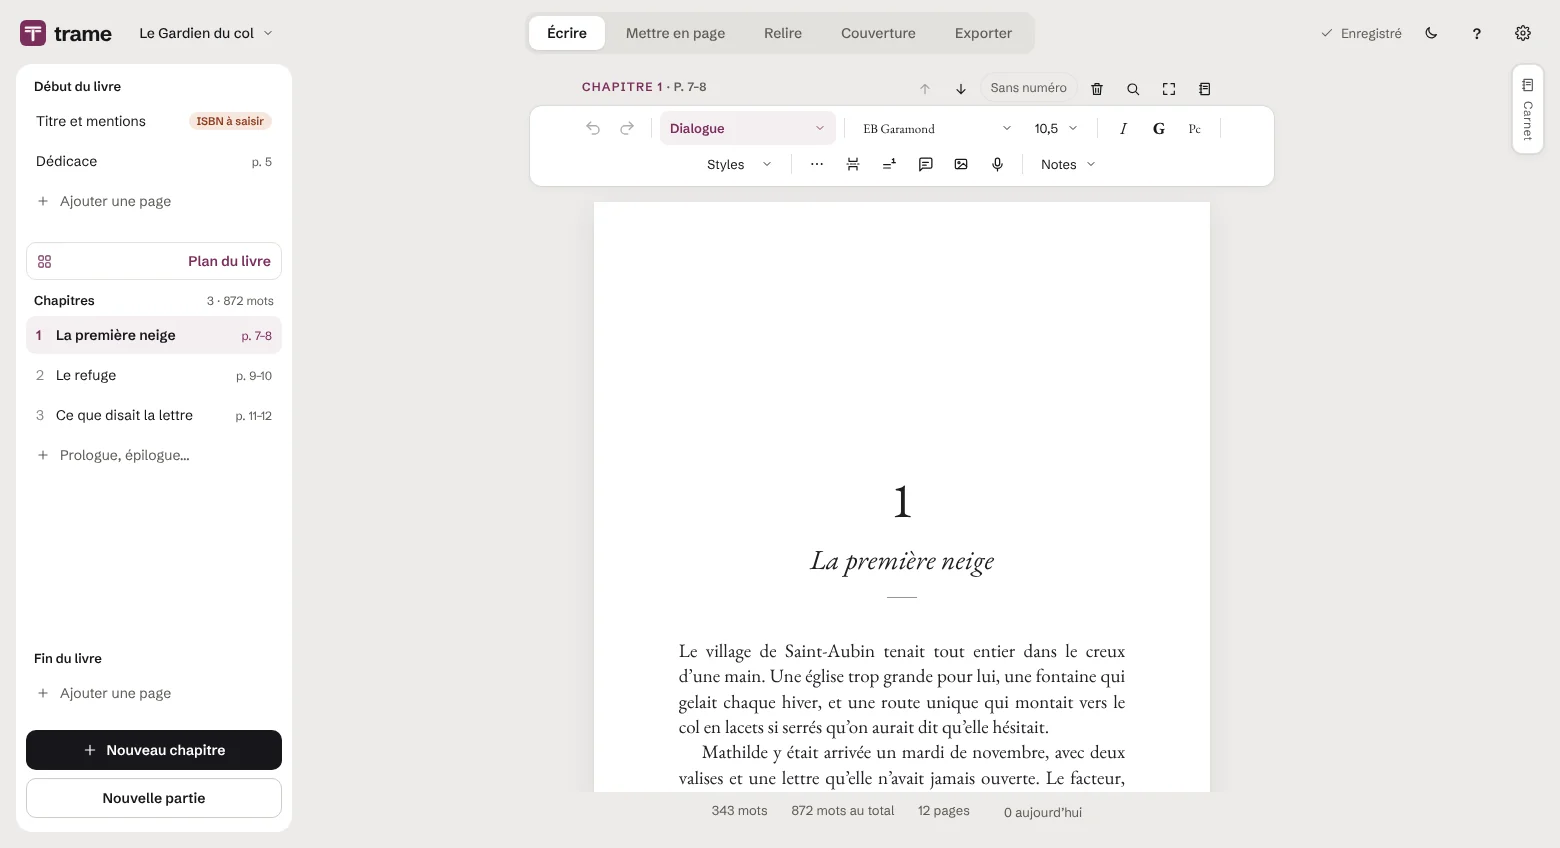 trame
Le Gardien du col
Écrire
Mettre en page
Relire
Couverture
Exporter
Enregistré
?
Début du livre
Titre et mentions
ISBN à saisir
Dédicace
p. 5
+ Ajouter une page
Plan du livre
Chapitres
3 · 872 mots
1 La première neige p. 7-8
2 Le refuge p. 9-10
3 Ce que disait la lettre p. 11-12
+ Prologue, épilogue...
Fin du livre
+ Ajouter une page
+ Nouveau chapitre
Nouvelle partie
CHAPITRE 1 · P. 7-8
Sans numéro
Dialogue
EB Garamond
10,5
I
G
Pc
Styles
Notes
1
La première neige
Le village de Saint-Aubin tenait tout entier dans le creux
d’une main. Une église trop grande pour lui, une fontaine qui
gelait chaque hiver, et une route unique qui montait vers le
col en lacets si serrés qu’on aurait dit qu’elle hésitait.
Mathilde y était arrivée un mardi de novembre, avec deux
valises et une lettre qu’elle n’avait jamais ouverte. Le facteur,
343 mots
872 mots au total
12 pages
0 aujourd’hui
Carnet